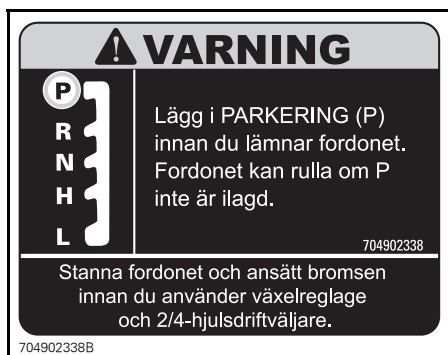 VARNING
P
R
N
H
L
Lägg i PARKERING (P)
innan du lämnar fordonet.
Fordonet kan rulla om P
inte är ilagd.
704902338
Stanna fordonet och ansätt bromsen
innan du använder växelreglage
och 2/4-hjulsdriftväljare.
704902338B